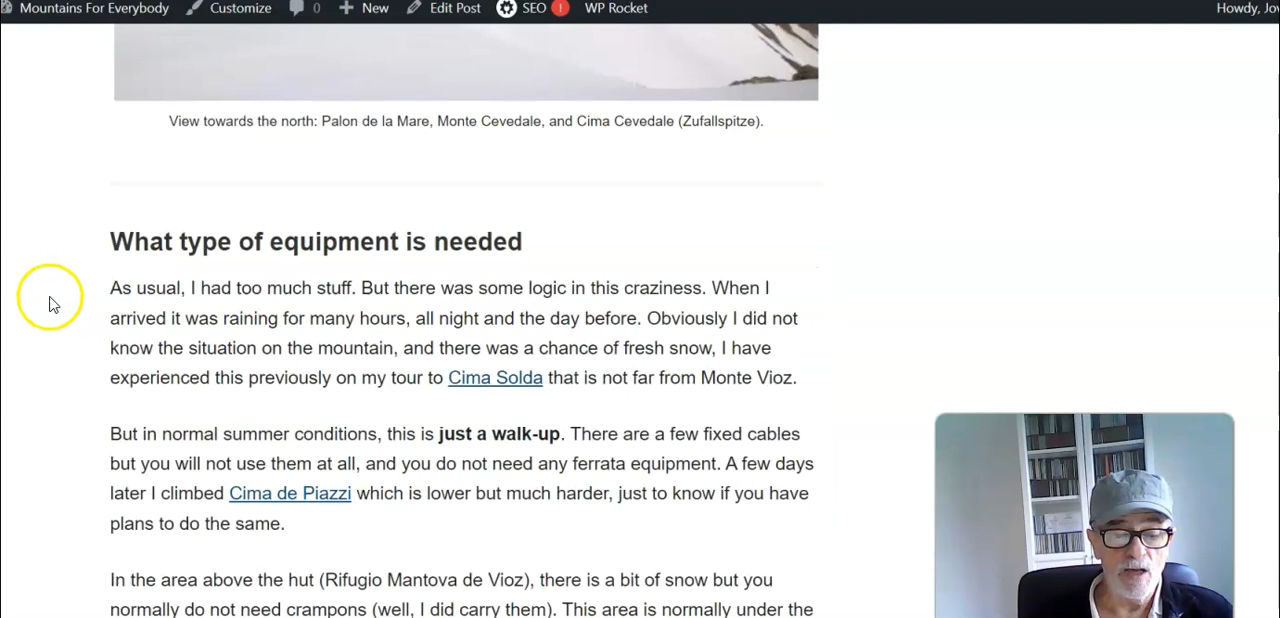 Mountains For Everybody Customize 0 New Edit Post SEO ! WP Rocket Howdy, Jov
View towards the north: Palon de la Mare, Monte Cevedale, and Cima Cevedale (Zufallspitze).
What type of equipment is needed
As usual, I had too much stuff. But there was some logic in this craziness. When I
arrived it was raining for many hours, all night and the day before. Obviously I did not
know the situation on the mountain, and there was a chance of fresh snow, I have
experienced this previously on my tour to Cima Solda that is not far from Monte Vioz.
But in normal summer conditions, this is just a walk-up. There are a few fixed cables
but you will not use them at all, and you do not need any ferrata equipment. A few days
later I climbed Cima de Piazzi which is lower but much harder, just to know if you have
plans to do the same.
In the area above the hut (Rifugio Mantova de Vioz), there is a bit of snow but you
normally do not need crampons (well, I did carry them). This area is normally under the